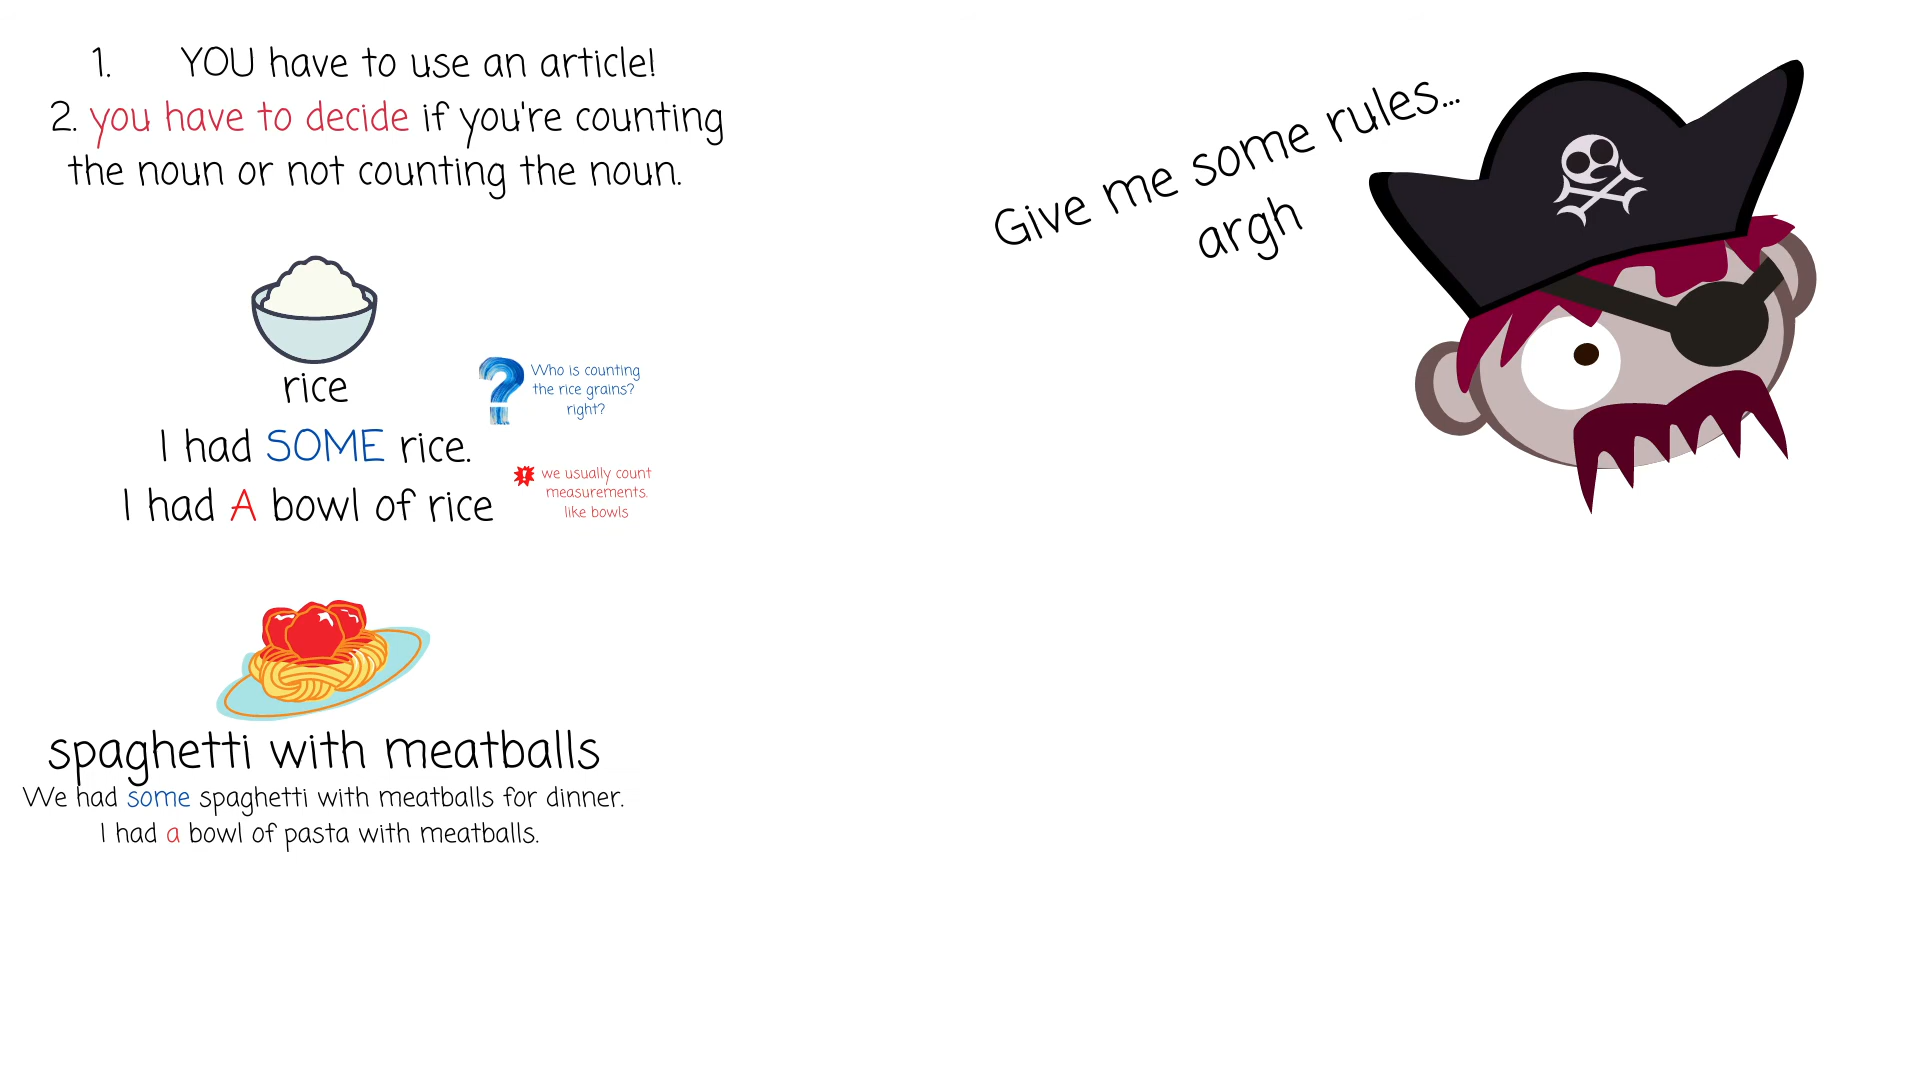 1. YOU have to use an article!
2. you have to decide if you're counting
the noun or not counting the noun.
Give me some rules...
argh
rice
Who is counting
the rice grains?
right?
I had SOME rice.
we usually count
measurements.
like bowls
I had A bowl of rice
spaghetti with meatballs
We had some spaghetti with meatballs for dinner.
I had a bowl of pasta with meatballs.